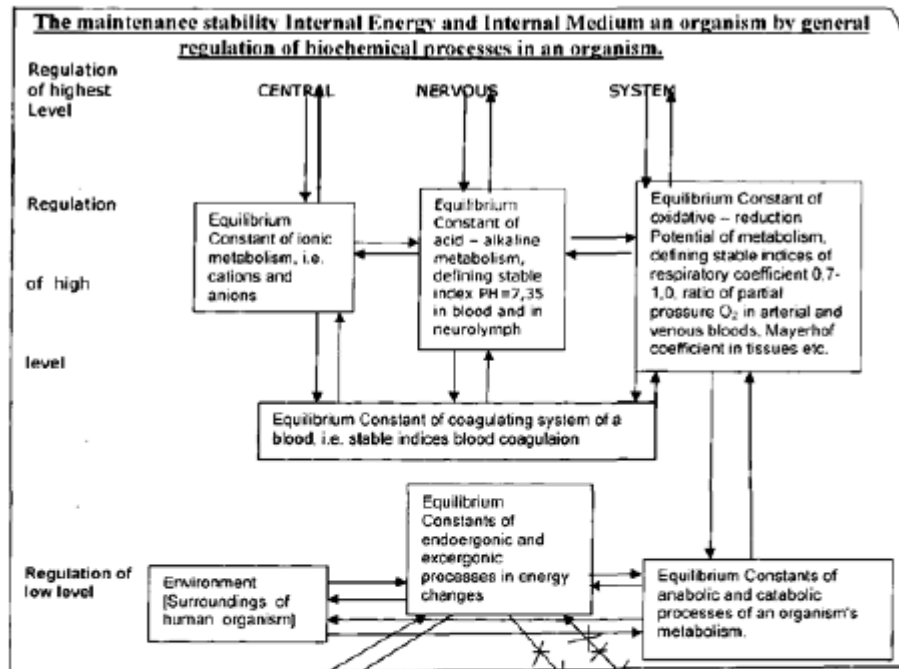 The maintenance stability Internal Energy and Internal Medium an organism by general
regulation of biochemical processes in an organism.
Regulation
of highest
Level
CENTRAL NERVOUS SYSTEM
Regulation
of high
level
Equilibrium
Constant of ionic
metabolism, i.e.
cations and
anions
Equilibrium
Constant of
acid – alkaline
metabolism,
defining stable
index PH=7,35
in blood and in
neurolymph
Equilibrium Constant of
oxidative – reduction
Potential of metabolism,
defining stable indices of
respiratory coefficient 0,7-
1,0, ratio of partial
pressure O₂ in arterial and
venous bloods, Mayerhof
coefficient in tissues etc.
Equilibrium Constant of coagulating system of a
blood, i.e. stable indices blood coagulaion
Regulation of
low level
Environment
[Surroundings of
human organism]
Equilibrium
Constants of
endoergonic and
exergonic
processes in energy
changes
Equilibrium Constants of
anabolic and catabolic
processes of an organism's
metabolism.